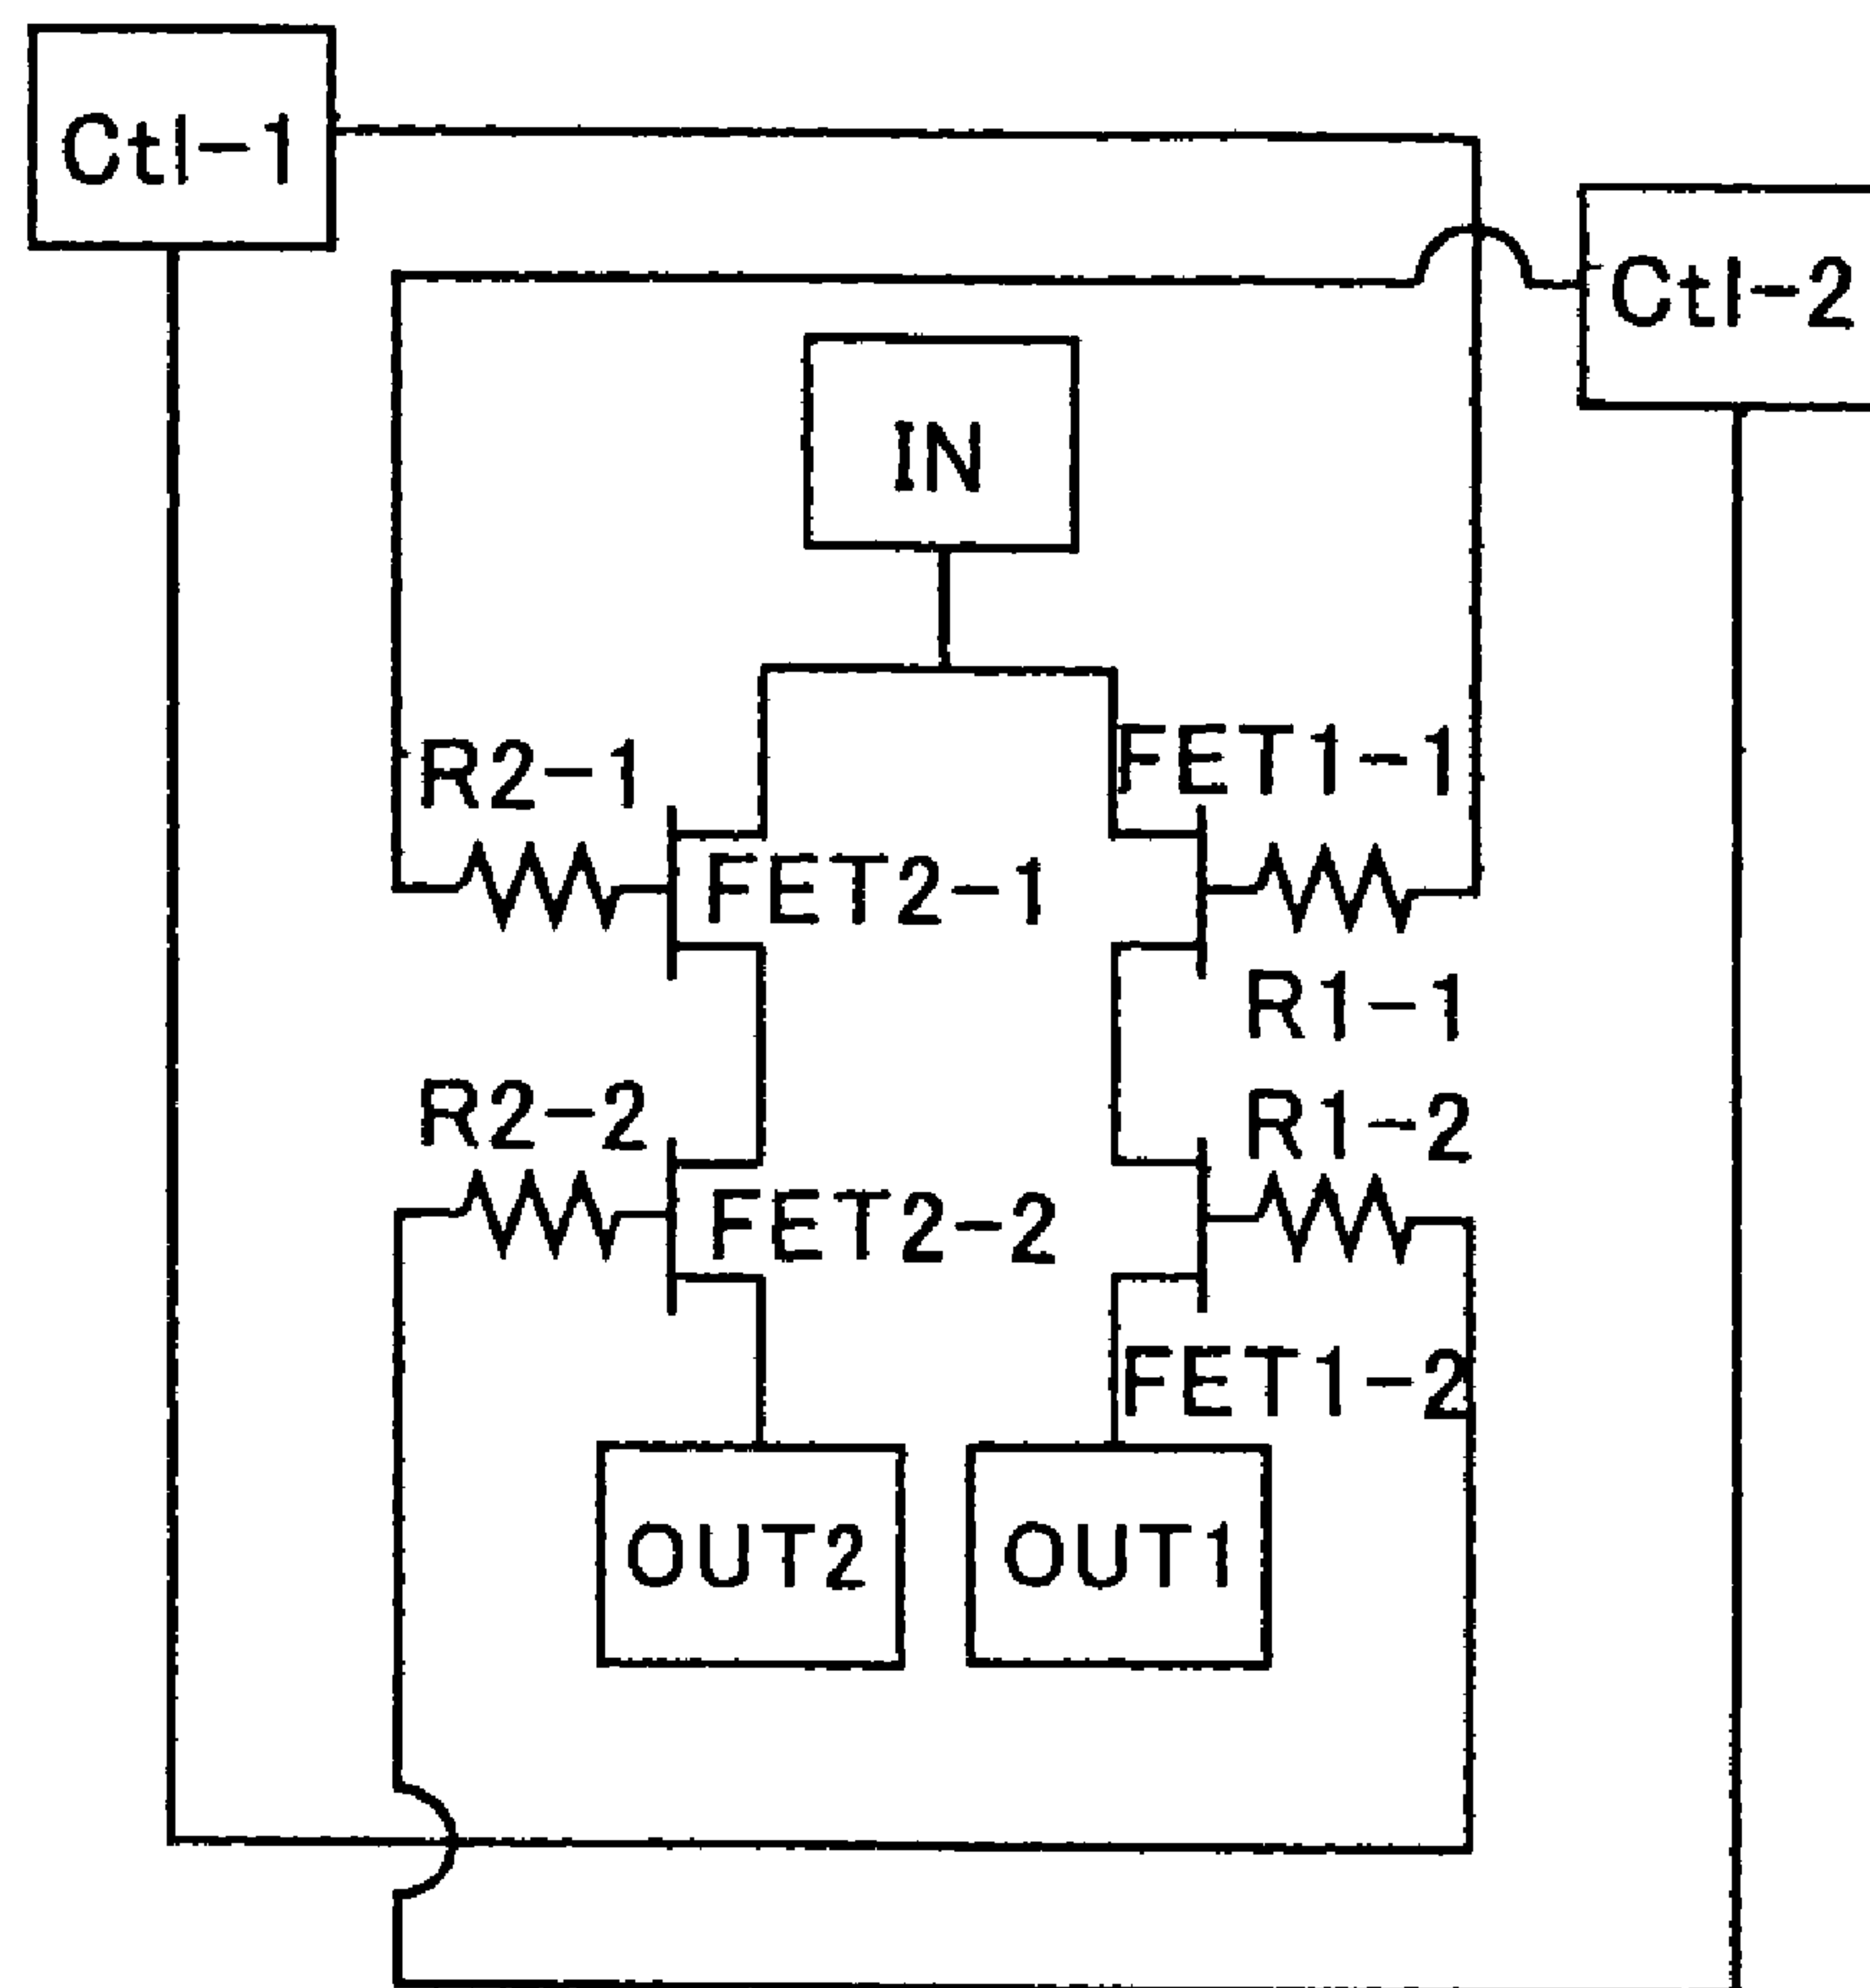 Ctl-1
Ctl-2
IN
R2-1
FET1-1
FET2-1
R1-1
R2-2
R1-2
FET2-2
FET1-2
OUT2
OUT1